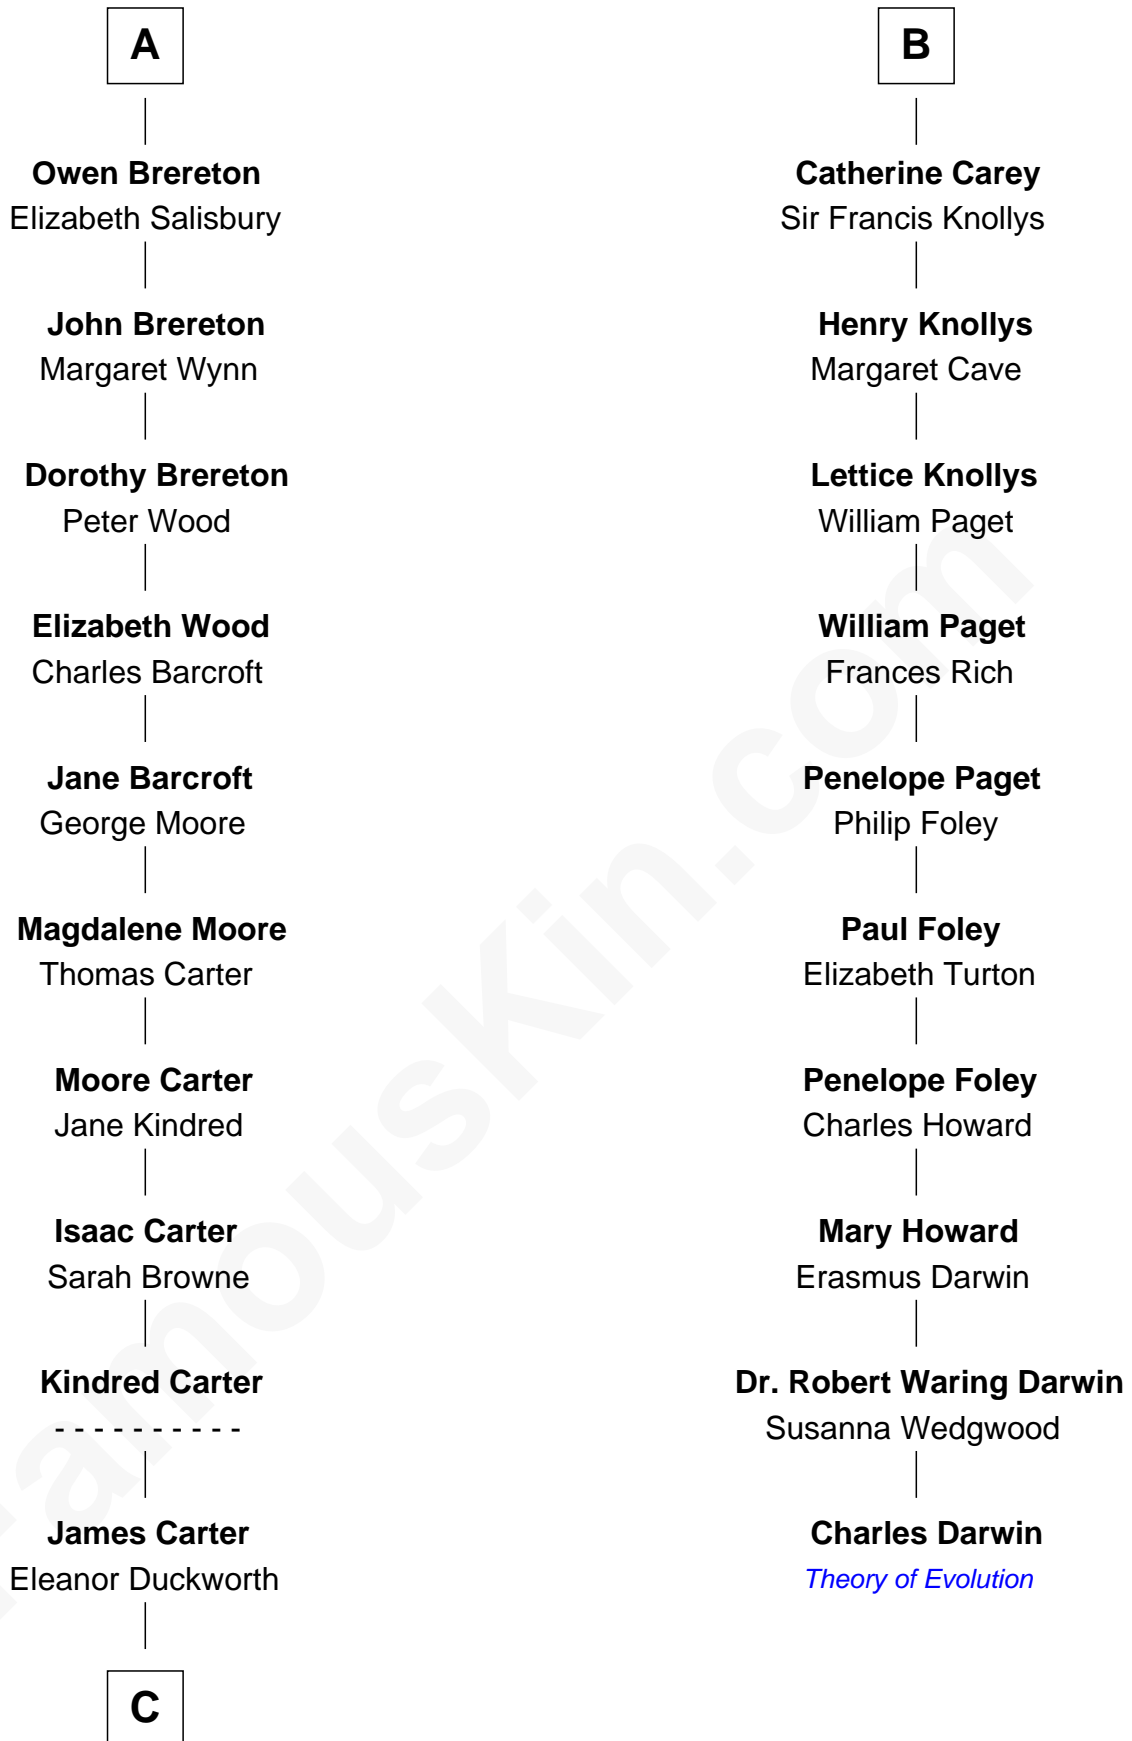 A
Owen Brereton
Elizabeth Salisbury
John Brereton
Margaret Wynn
Dorothy Brereton
Peter Wood
Elizabeth Wood
Charles Barcroft
Jane Barcroft
George Moore
Magdalene Moore
Thomas Carter
Moore Carter
Jane Kindred
Isaac Carter
Sarah Browne
Kindred Carter
- - - - - - - - - -
James Carter
Eleanor Duckworth
C
B
Catherine Carey
Sir Francis Knollys
Henry Knollys
Margaret Cave
Lettice Knollys
William Paget
William Paget
Frances Rich
Penelope Paget
Philip Foley
Paul Foley
Elizabeth Turton
Penelope Foley
Charles Howard
Mary Howard
Erasmus Darwin
Dr. Robert Waring Darwin
Susanna Wedgwood
Charles Darwin
Theory of Evolution
FamousKin.com